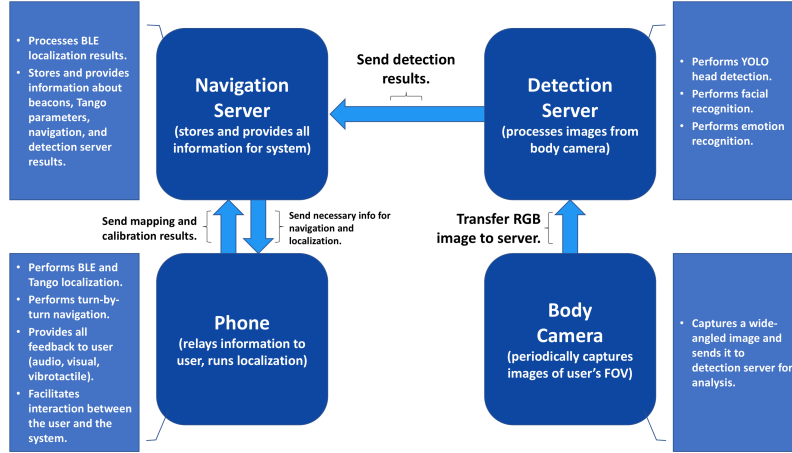 • Processes BLE
localization results.
• Stores and provides
information about
beacons, Tango
parameters,
navigation, and
detection server
results.
Navigation
Server
(stores and provides all
information for system)
Send detection
results.
Detection
Server
(processes images from
body camera)
• Performs YOLO
head detection.
• Performs facial
recognition.
• Performs emotion
recognition.
Send mapping and
calibration results.
Send necessary info for
navigation and
localization.
Transfer RGB
image to server.
• Performs BLE and
Tango localization.
• Performs turn-by-
turn navigation.
• Provides all
feedback to user
(audio, visual,
vibrotactile).
• Facilitates
interaction between
the user and the
system.
Phone
(relays information to
user, runs localization)
Body
Camera
(periodically captures
images of user's FOV)
• Captures a wide-
angled image and
sends it to
detection server for
analysis.